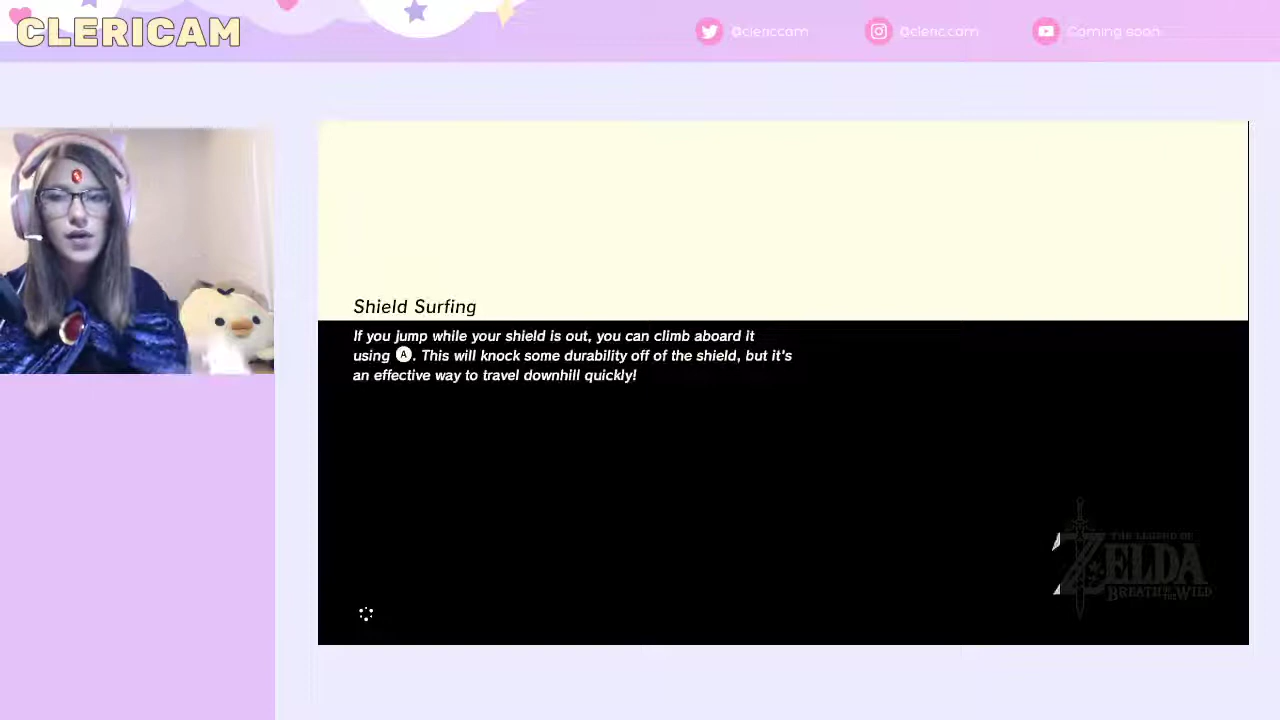 CLERICAM
@clericcam
@cleric.cam
Coming soon
Shield Surfing
If you jump while your shield is out, you can climb aboard it
using A. This will knock some durability off of the shield, but it's
an effective way to travel downhill quickly!
THE LEGEND OF
ZELDA
BREATH OF THE WILD